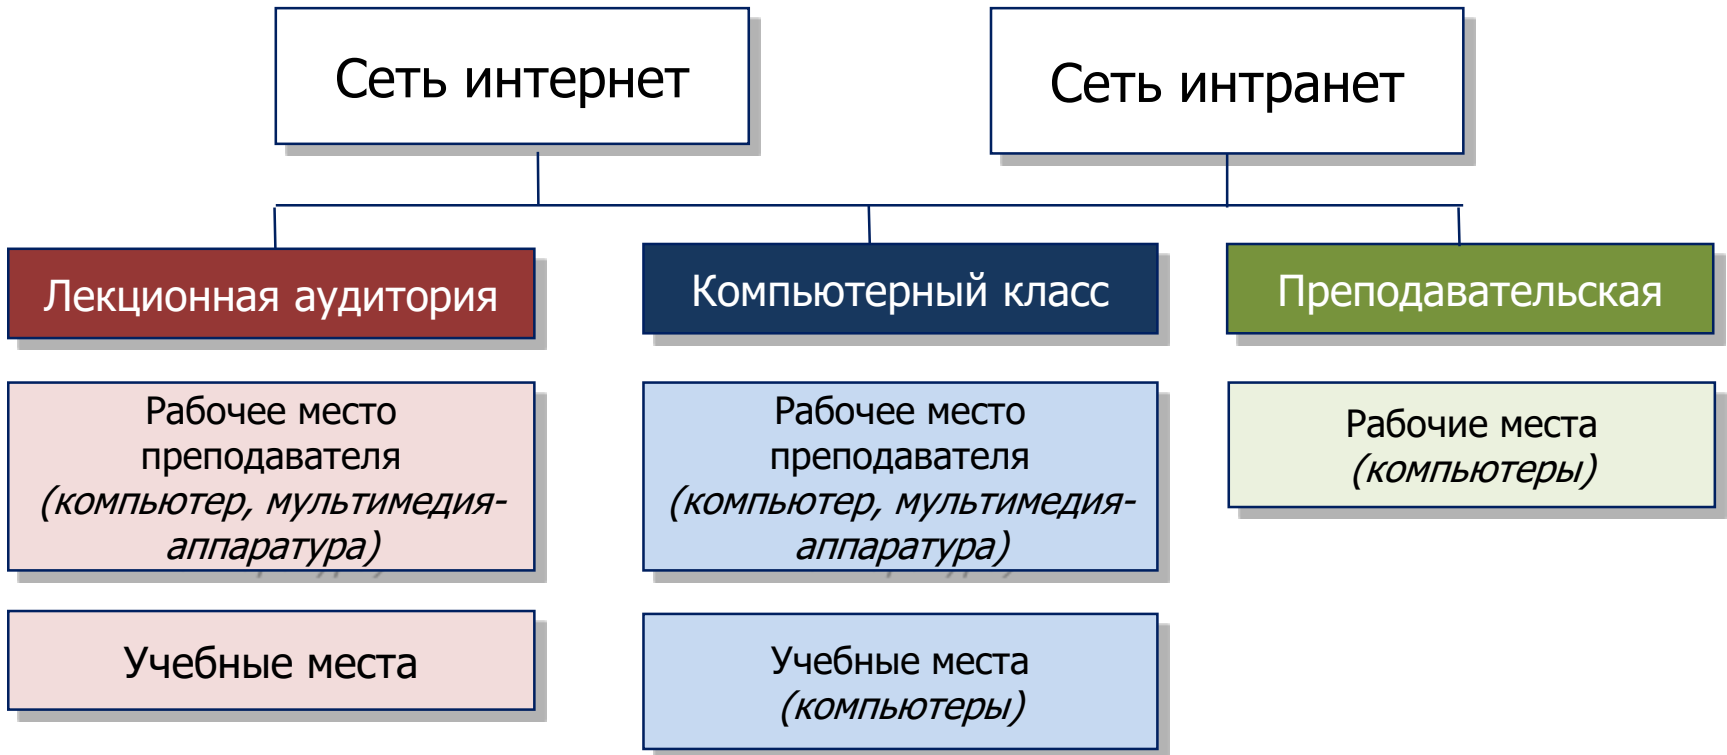 Сеть интернет
Сеть интранет
Лекционная аудитория
Компьютерный класс
Преподавательская
Рабочее место
преподавателя
(компьютер, мультимедия-
аппаратура)
Рабочее место
преподавателя
(компьютер, мультимедия-
аппаратура)
Рабочие места
(компьютеры)
Учебные места
Учебные места
(компьютеры)